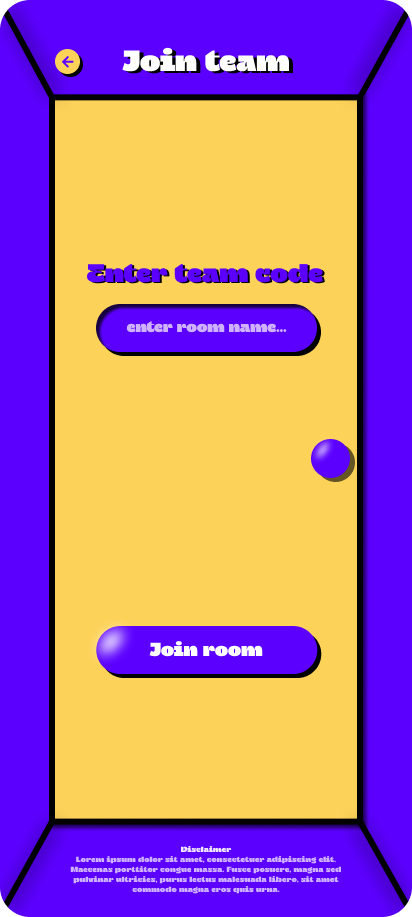 Join team
Enter team code
enter room name...
Join room
Disclaimer
Lorem ipsum dolor sit amet, consectetuer adipiscing elit.
Maecenas porttitor congue massa. Fusce posuere, magna sed
pulvinar ultricies, purus lectus malesuada libero, sit amet
commodo magna eros quis urna.